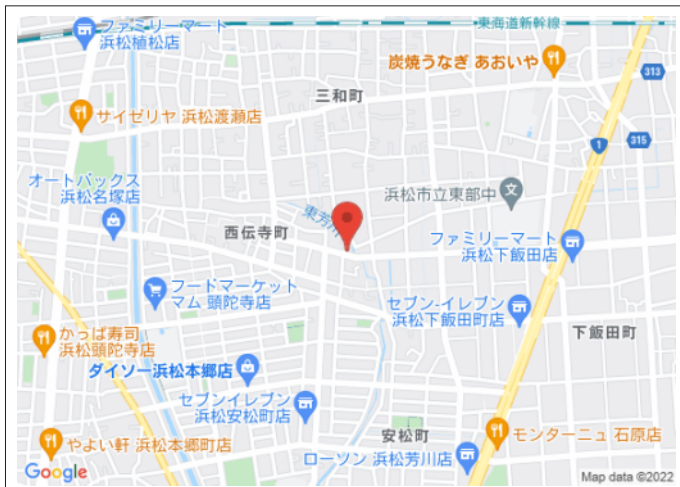 ファミリーマート
浜松植松店
東海道新幹線
炭焼うなぎ あおいや
313
三和町
サイゼリヤ 浜松渡瀬店
1
315
オートバックス
浜松名塚店
浜松市立東部中
文
東芳川
西伝寺町
ファミリーマート
浜松下飯田店
フードマーケット
マム 頭陀寺店
セブン-イレブン
浜松下飯田町店
かっぱ寿司
浜松頭陀寺店
下飯田町
ダイソー浜松本郷店
セブンイレブン
浜松安松町店
安松町
モンターニュ 石原店
やよい軒 浜松本郷町店
ローソン 浜松芳川店
Google
Map data ©2022